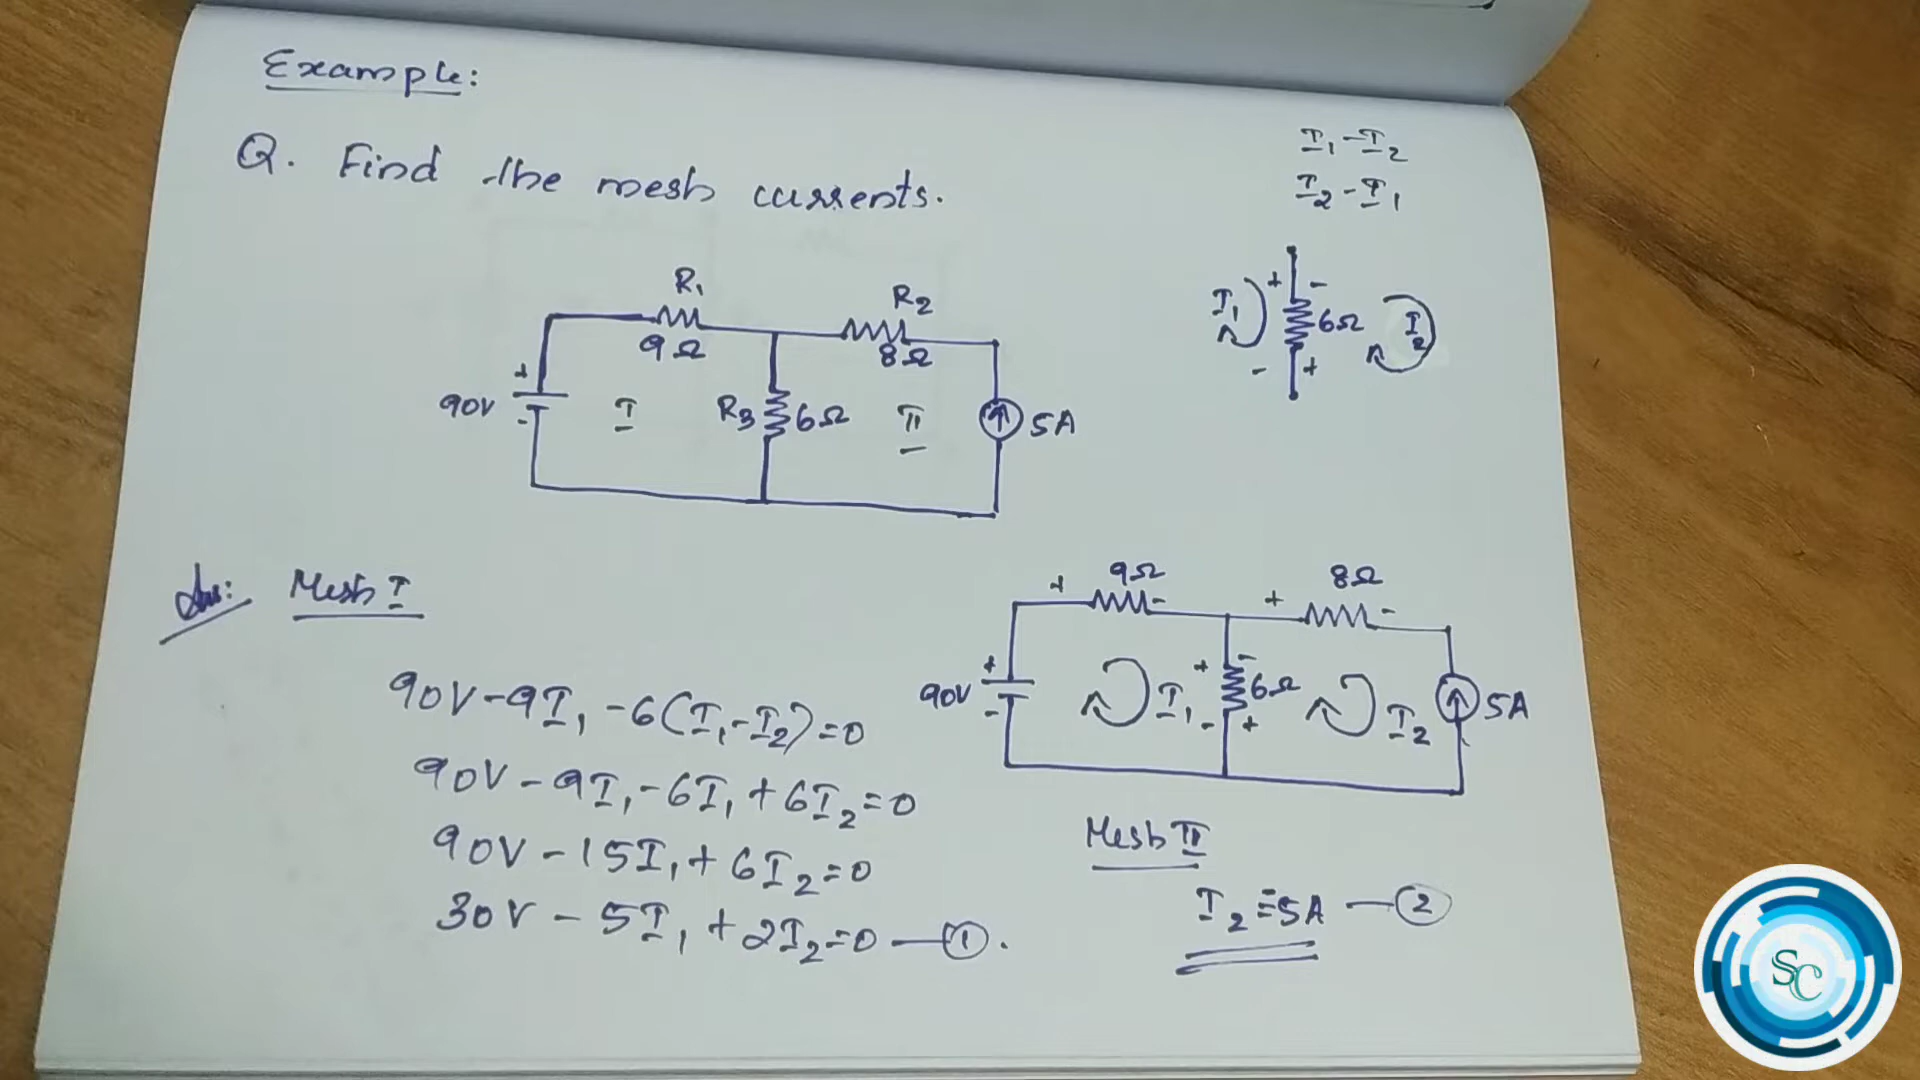 Example:
Q. Find the mesh currents.
I₁-I₂
I₂-I₁
R₁
9Ω
R₂
8Ω
+
90V
-
I
R₃
6Ω
II
5A
+ -
I₁
6Ω
I₂
- +
Ans: Mesh I
90V-9I₁-6(I₁-I₂)=0
90V-9I₁-6I₁+6I₂=0
90V-15I₁+6I₂=0
30V-5I₁+2I₂=0 — ①.
+ 9Ω -
+ 8Ω -
+
90V
-
I₁
+ -
6Ω
- +
I₂
5A
Mesh II
I₂=5A — ②
SC